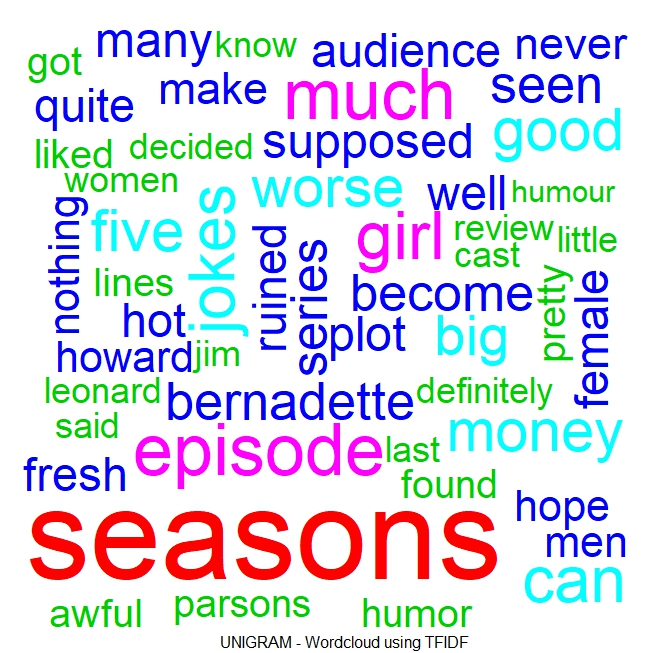 got many know audience never
quite make much seen
liked decided supposed good
women worse well humour
nothing five jokes ruined series girl review little
cast
lines become pretty female
hot plot big
howard jim
leonard bernadette definitely
said episode last money
fresh found
seasons hope
men
can
awful parsons humor
UNIGRAM - Wordcloud using TFIDF